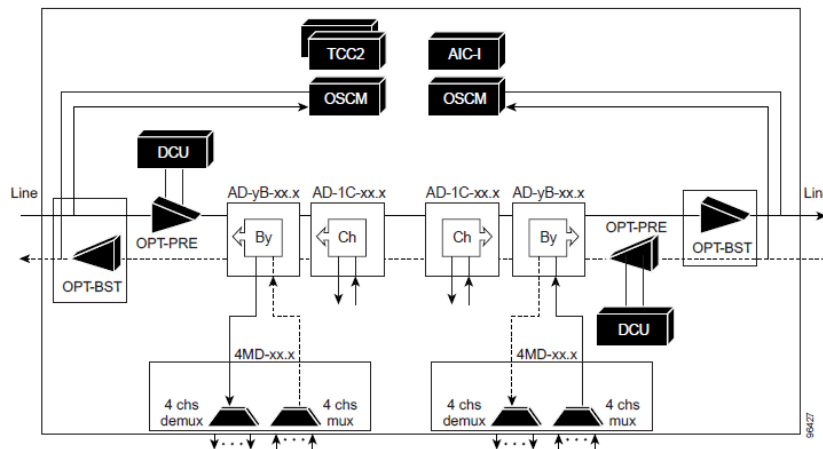 TCC2
AIC-I
OSCM
OSCM
DCU
Line
AD-yB-xx.x
AD-1C-xx.x
AD-1C-xx.x
AD-yB-xx.x
Line
OPT-PRE
By
Ch
Ch
By
OPT-PRE
OPT-BST
OPT-BST
DCU
4MD-xx.x
4MD-xx.x
4 chs
demux
4 chs
mux
4 chs
demux
4 chs
mux
96427